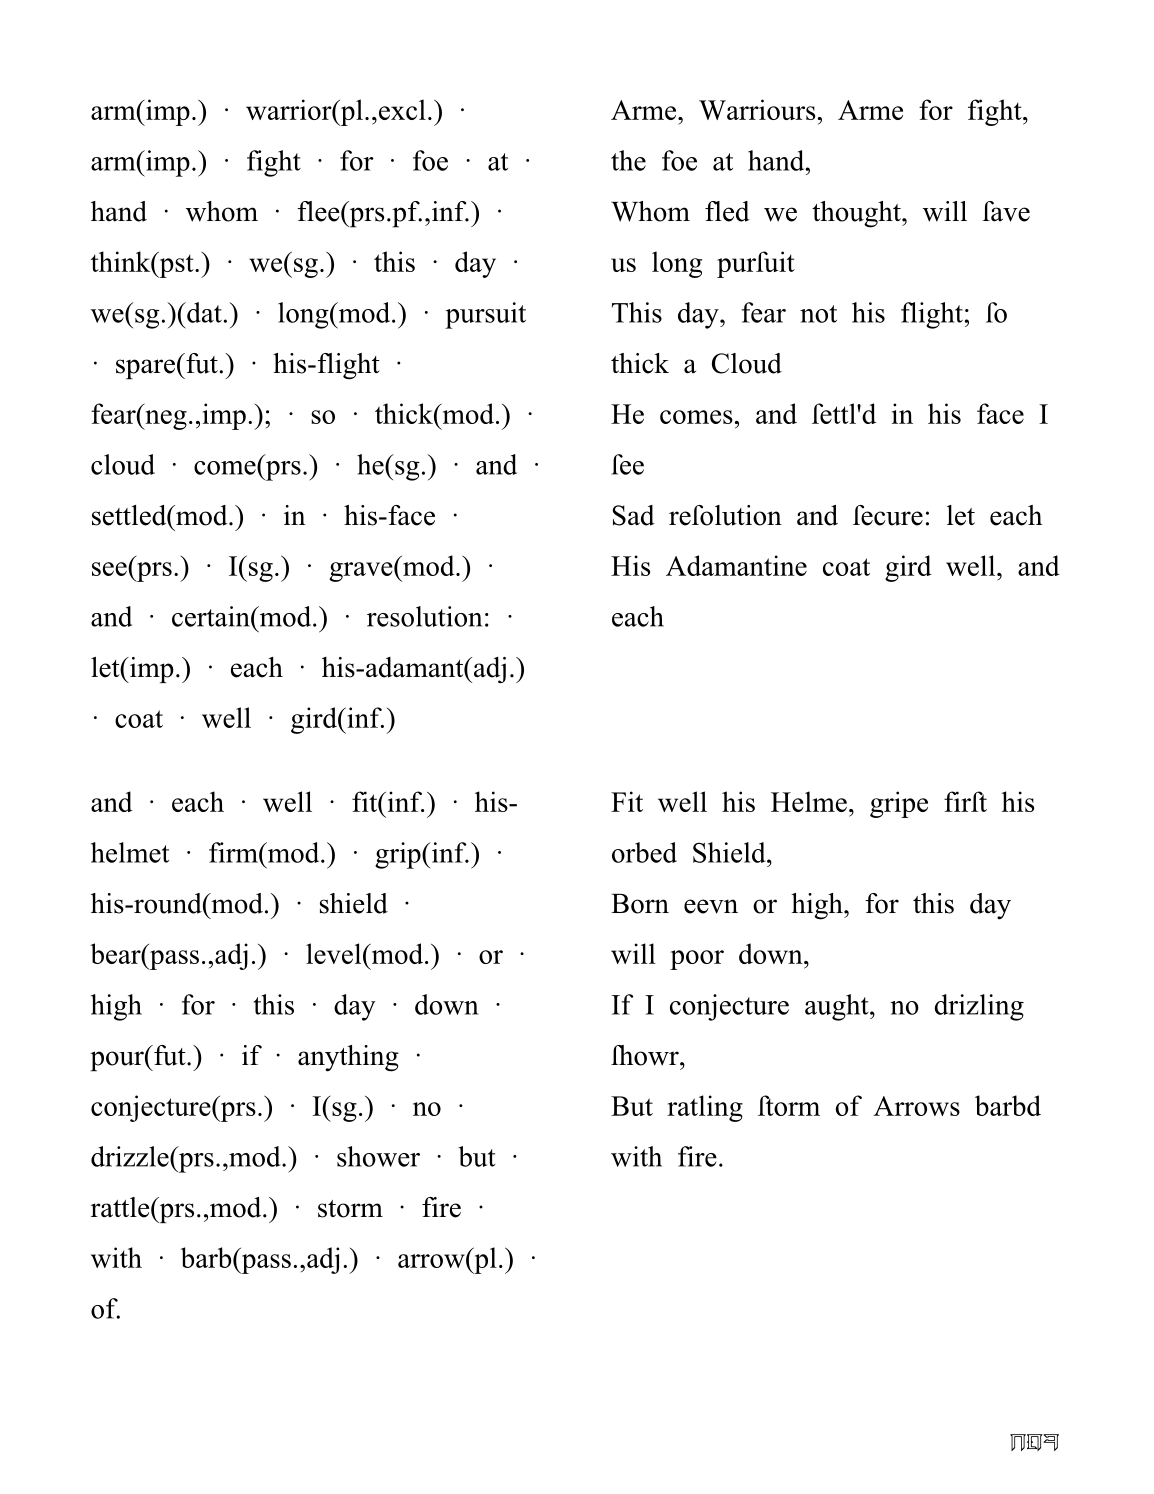 arm(imp.) · warrior(pl.,excl.) ·
arm(imp.) · fight · for · foe · at ·
hand · whom · flee(prs.pf.,inf.) ·
think(pst.) · we(sg.) · this · day ·
we(sg.)(dat.) · long(mod.) · pursuit
· spare(fut.) · his-flight ·
fear(neg.,imp.); · so · thick(mod.) ·
cloud · come(prs.) · he(sg.) · and ·
settled(mod.) · in · his-face ·
see(prs.) · I(sg.) · grave(mod.) ·
and · certain(mod.) · resolution: ·
let(imp.) · each · his-adamant(adj.)
· coat · well · gird(inf.)
Arme, Warriours, Arme for fight,
the foe at hand,
Whom fled we thought, will ſave
us long purſuit
This day, fear not his flight; ſo
thick a Cloud
He comes, and ſettl'd in his face I
ſee
Sad reſolution and ſecure: let each
His Adamantine coat gird well, and
each
and · each · well · fit(inf.) · his-
helmet · firm(mod.) · grip(inf.) ·
his-round(mod.) · shield ·
bear(pass.,adj.) · level(mod.) · or ·
high · for · this · day · down ·
pour(fut.) · if · anything ·
conjecture(prs.) · I(sg.) · no ·
drizzle(prs.,mod.) · shower · but ·
rattle(prs.,mod.) · storm · fire ·
with · barb(pass.,adj.) · arrow(pl.) ·
of.
Fit well his Helme, gripe firſt his
orbed Shield,
Born eevn or high, for this day
will poor down,
If I conjecture aught, no drizling
ſhowr,
But ratling ſtorm of Arrows barbd
with fire.